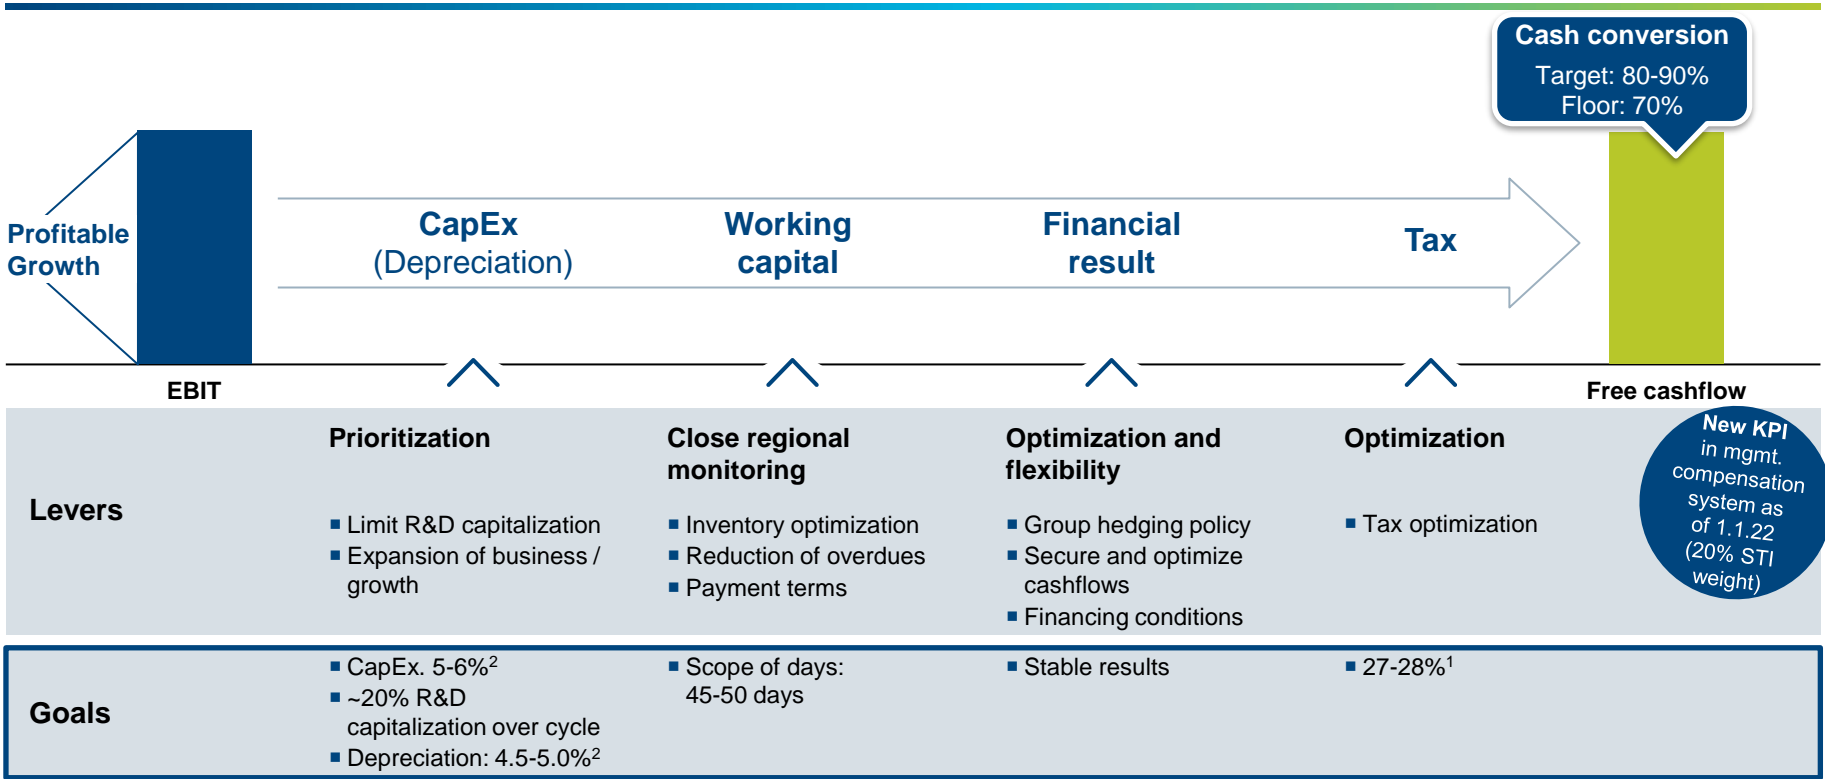 Cash conversion
Target: 80-90%
Floor: 70%
Profitable
Growth
CapEx
(Depreciation)
Working
capital
Financial
result
Tax
EBIT
Free cashflow
Levers
Prioritization
▪ Limit R&D capitalization
▪ Expansion of business /
growth
Close regional
monitoring
▪ Inventory optimization
▪ Reduction of overdues
▪ Payment terms
Optimization and
flexibility
▪ Group hedging policy
▪ Secure and optimize
cashflows
▪ Financing conditions
Optimization
▪ Tax optimization
New KPI
in mgmt.
compensation
system as
of 1.1.22
(20% STI
weight)
Goals
▪ CapEx. 5-6%²
▪ ~20% R&D
capitalization over cycle
▪ Depreciation: 4.5-5.0%²
▪ Scope of days:
45-50 days
▪ Stable results
▪ 27-28%¹